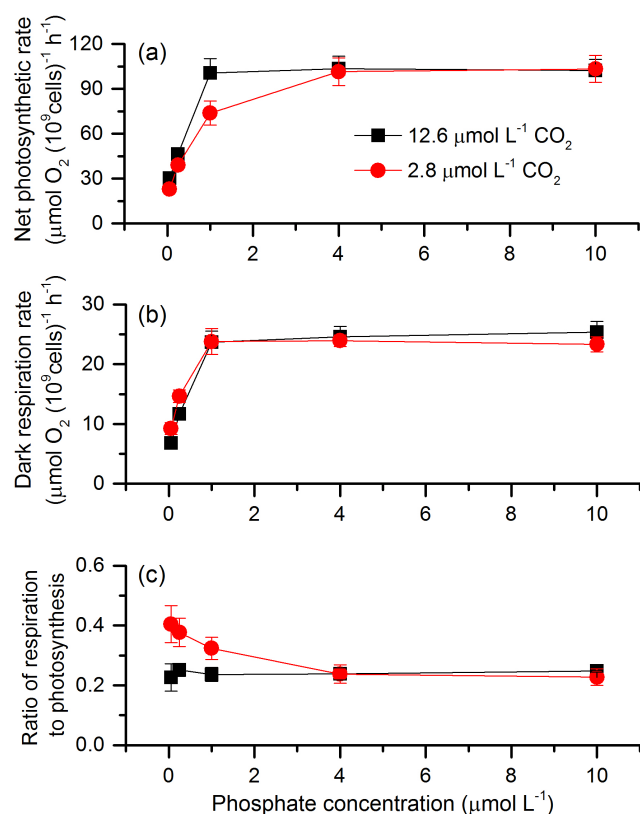 (a)
Net photosynthetic rate
(μmol O₂ (10⁹cells)⁻¹ h⁻¹)
120
90
60
30
0
12.6 μmol L⁻¹ CO₂
2.8 μmol L⁻¹ CO₂
0 2 4 6 8 10
(b)
Dark respiration rate
(μmol O₂ (10⁹cells)⁻¹ h⁻¹)
30
20
10
0
0 2 4 6 8 10
(c)
Ratio of respiration
to photosynthesis
0.6
0.4
0.2
0.0
0 2 4 6 8 10
Phosphate concentration (μmol L⁻¹)